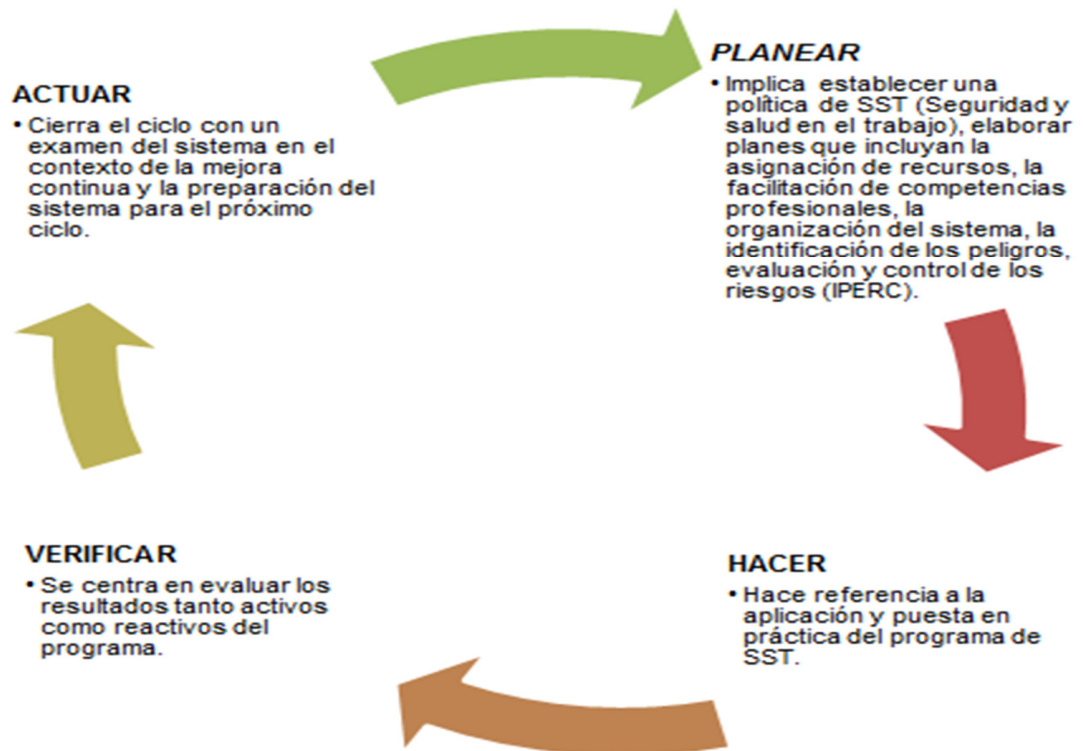 PLANEAR
• Implica establecer una
política de SST (Seguridad y
salud en el trabajo), elaborar
planes que incluyan la
asignación de recursos, la
facilitación de competencias
profesionales, la
organización del sistema, la
identificación de los peligros,
evaluación y control de los
riesgos (IPERC).
HACER
• Hace referencia a la
aplicación y puesta en
práctica del programa de
SST.
VERIFICAR
• Se centra en evaluar los
resultados tanto activos
como reactivos del
programa.
ACTUAR
• Cierra el ciclo con un
examen del sistema en el
contexto de la mejora
continua y la preparación del
sistema para el próximo
ciclo.